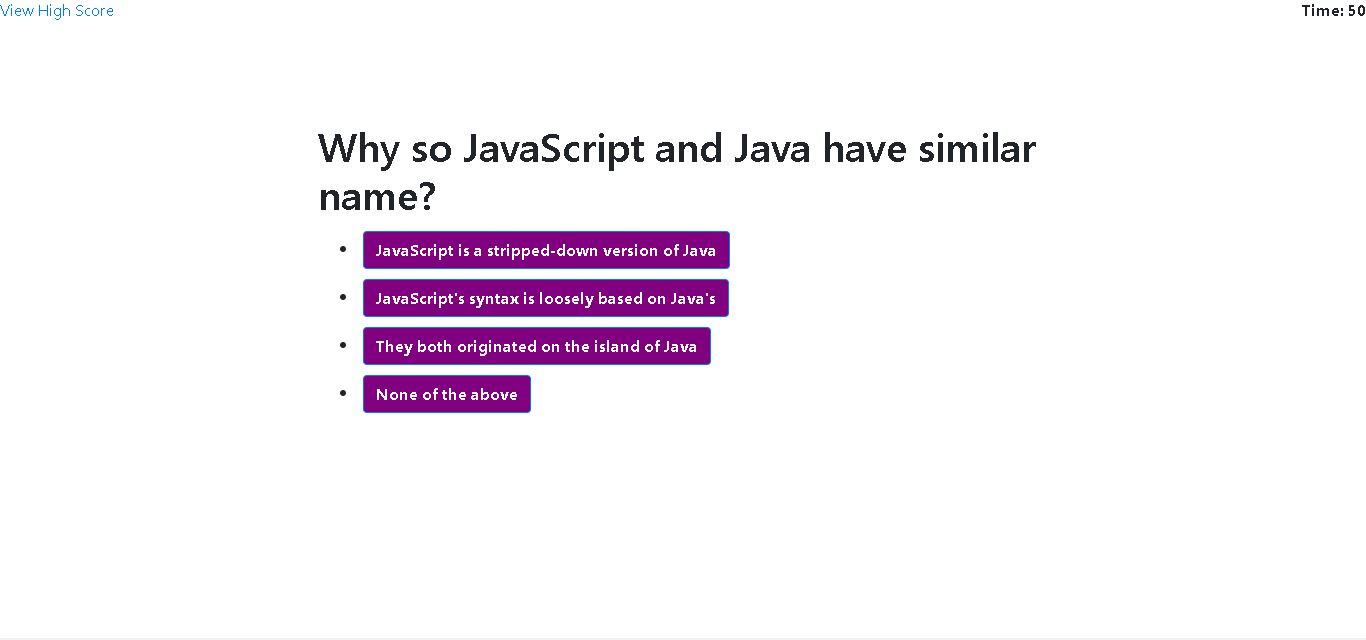 View High Score
Time: 50
Why so JavaScript and Java have similar
name?
JavaScript is a stripped-down version of Java
JavaScript's syntax is loosely based on Java's
They both originated on the island of Java
None of the above